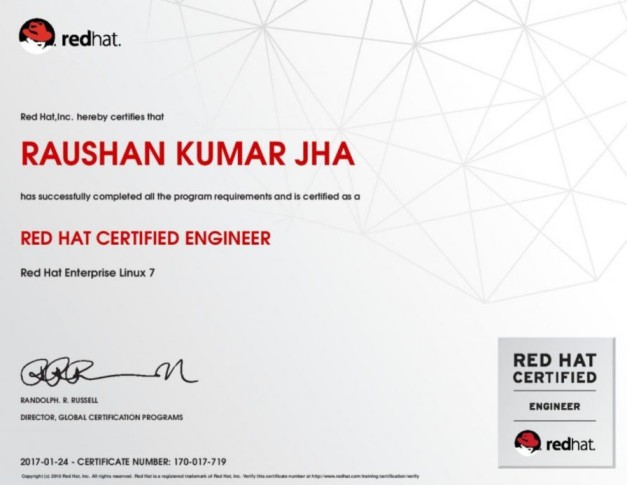 redhat.
Red Hat,Inc. hereby certifies that
RAUSHAN KUMAR JHA
has successfully completed all the program requirements and is certified as a
RED HAT CERTIFIED ENGINEER
Red Hat Enterprise Linux 7
RANDOLPH. R. RUSSELL
DIRECTOR, GLOBAL CERTIFICATION PROGRAMS
RED HAT
CERTIFIED
ENGINEER
redhat.
2017-01-24 - CERTIFICATE NUMBER: 170-017-719
Copyright (c) 2010 Red Hat, Inc. All rights reserved. Red Hat is a registered trademark of Red Hat, Inc. Verify this certificate number at http://www.redhat.com/training/certification/verify